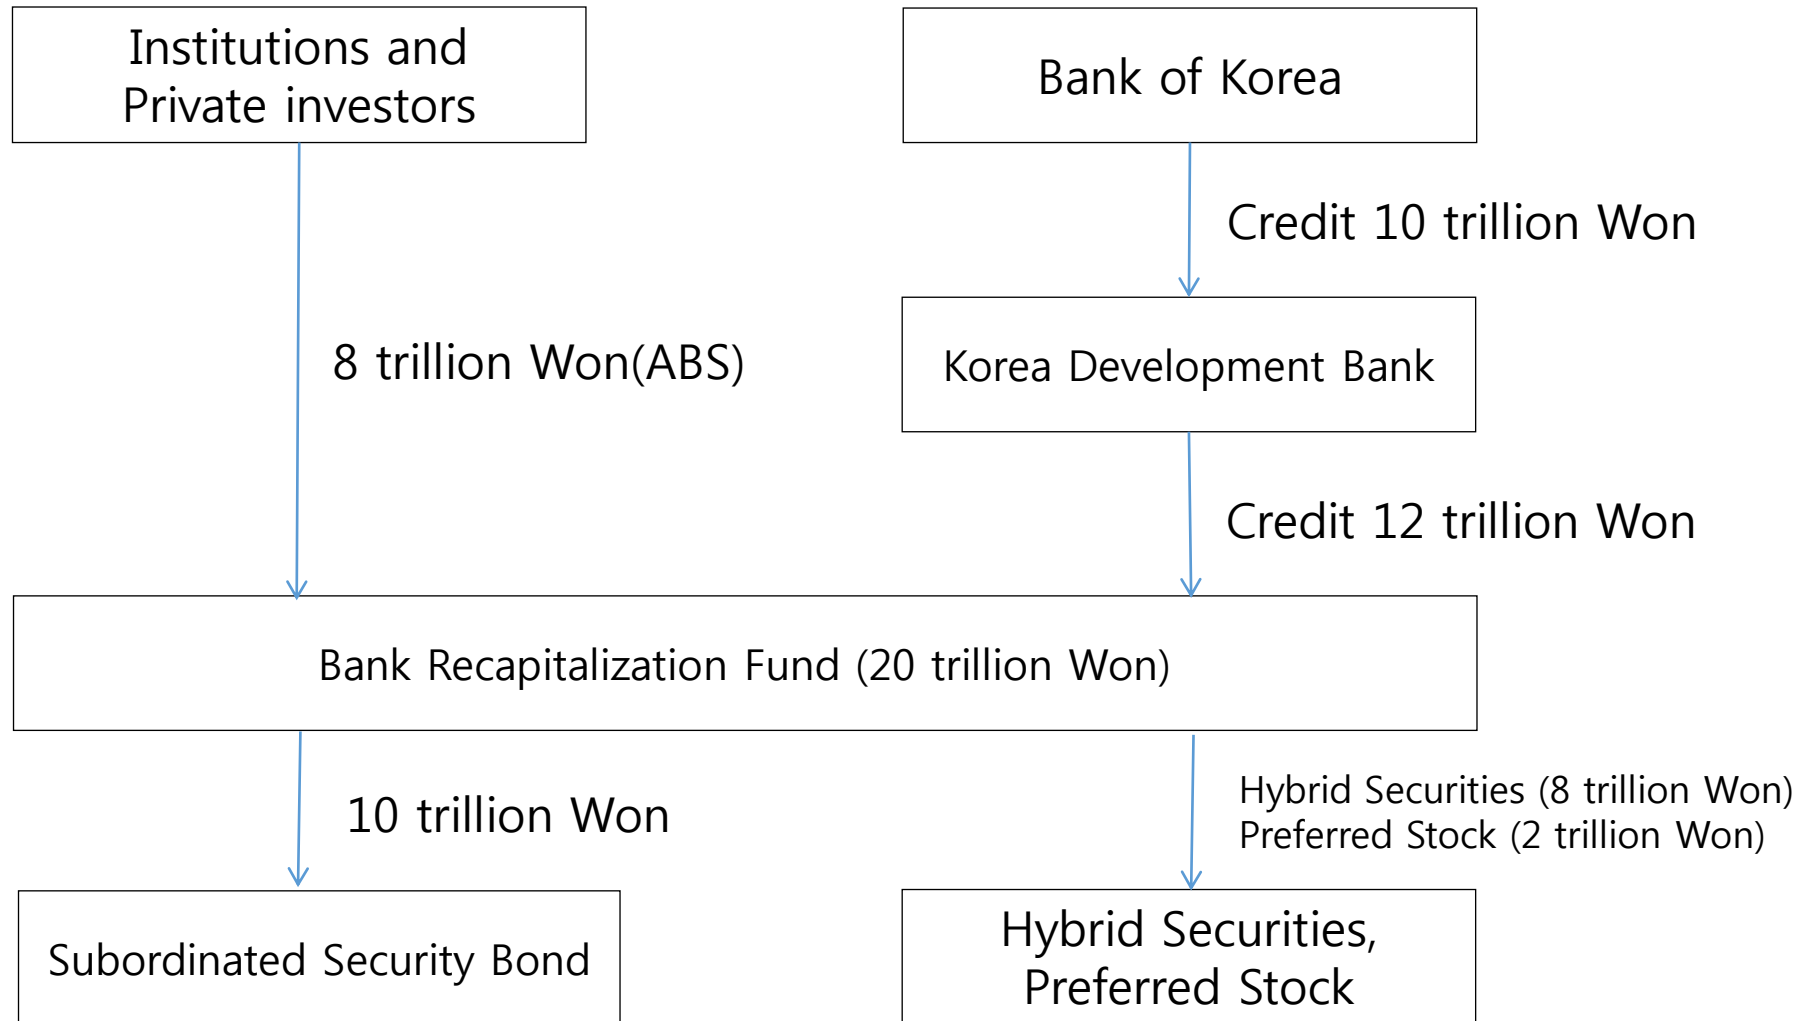 Institutions and
Private investors
Bank of Korea
Credit 10 trillion Won
8 trillion Won(ABS)
Korea Development Bank
Credit 12 trillion Won
Bank Recapitalization Fund (20 trillion Won)
10 trillion Won
Hybrid Securities (8 trillion Won)
Preferred Stock (2 trillion Won)
Subordinated Security Bond
Hybrid Securities,
Preferred Stock